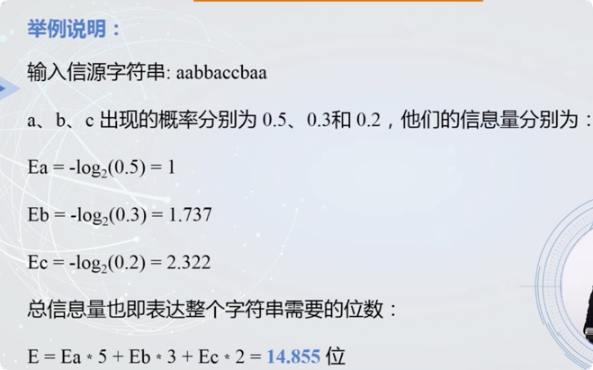 举例说明：
输入信源字符串: aabbaccbaa
a、b、c 出现的概率分别为 0.5、0.3和 0.2，他们的信息量分别为：
Ea = -log₂(0.5) = 1
Eb = -log₂(0.3) = 1.737
Ec = -log₂(0.2) = 2.322
总信息量也即表达整个字符串需要的位数：
E = Ea * 5 + Eb * 3 + Ec * 2 = 14.855 位